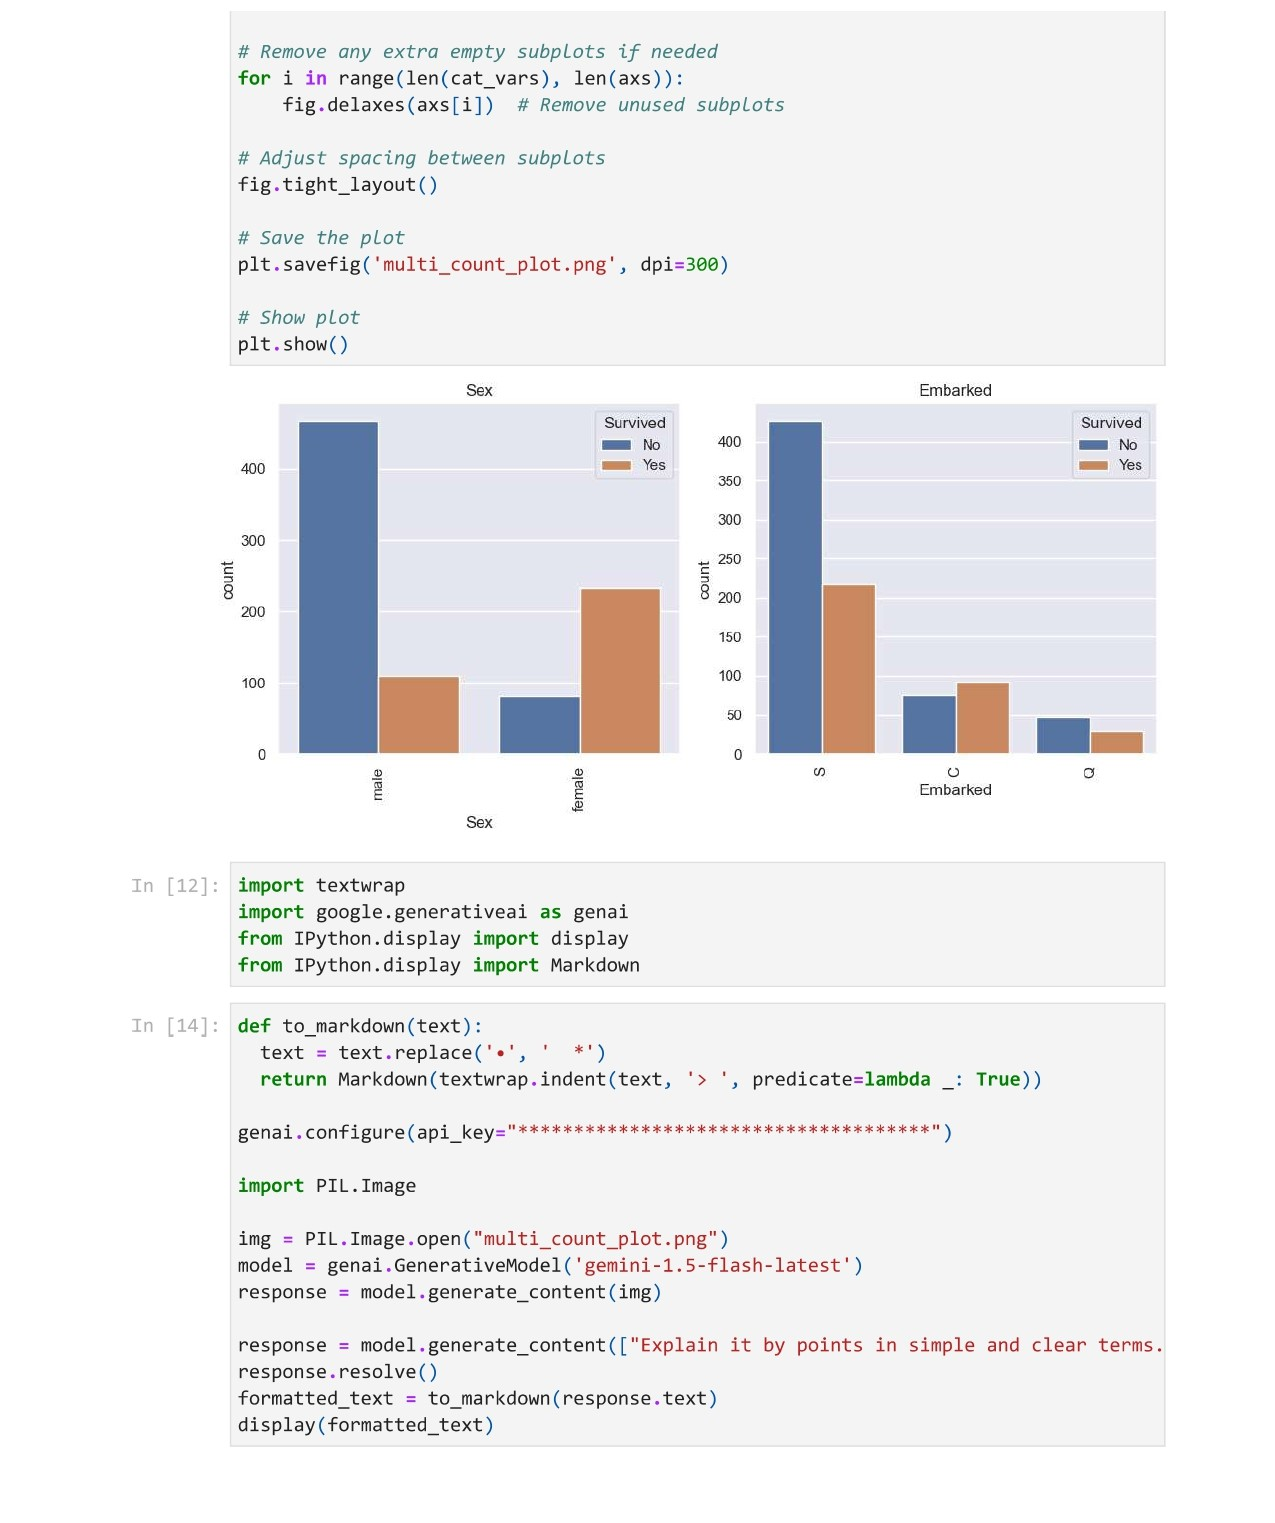 # Remove any extra empty subplots if needed
for i in range(len(cat_vars), len(axs)):
    fig.delaxes(axs[i])  # Remove unused subplots
# Adjust spacing between subplots
fig.tight_layout()
# Save the plot
plt.savefig('multi_count_plot.png', dpi=300)
# Show plot
plt.show()
Sex
Survived
No
Yes
400
300
200
100
0
count
male
female
Sex
Embarked
Survived
No
Yes
400
350
300
250
200
150
100
50
0
count
S
C
Q
Embarked
In [12]:
import textwrap
import google.generativeai as genai
from IPython.display import display
from IPython.display import Markdown
In [14]:
def to_markdown(text):
  text = text.replace('•', '  *')
  return Markdown(textwrap.indent(text, '> ', predicate=lambda _: True))
genai.configure(api_key="*************************************")
import PIL.Image
img = PIL.Image.open("multi_count_plot.png")
model = genai.GenerativeModel('gemini-1.5-flash-latest')
response = model.generate_content(img)
response = model.generate_content(["Explain it by points in simple and clear terms.
response.resolve()
formatted_text = to_markdown(response.text)
display(formatted_text)